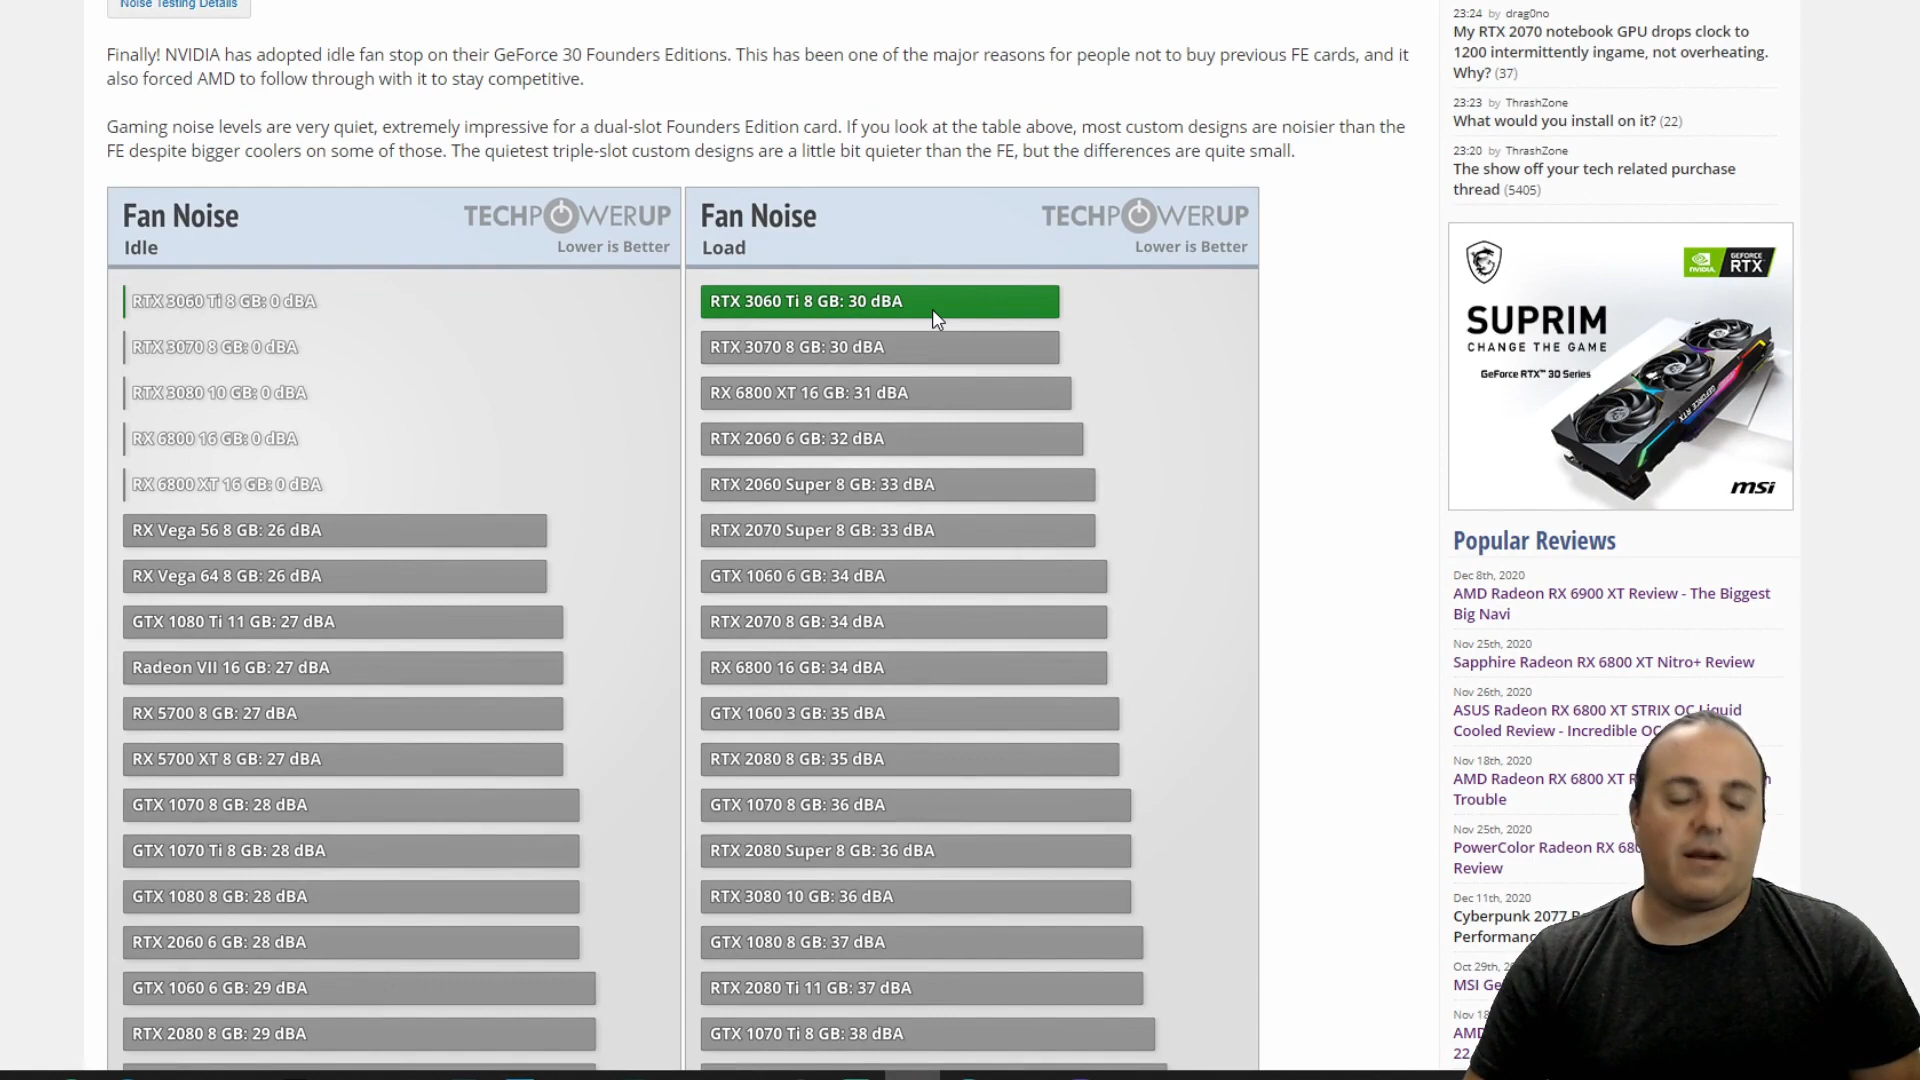 Noise Testing Details
Finally! NVIDIA has adopted idle fan stop on their GeForce 30 Founders Editions. This has been one of the major reasons for people not to buy previous FE cards, and it
also forced AMD to follow through with it to stay competitive.
Gaming noise levels are very quiet, extremely impressive for a dual-slot Founders Edition card. If you look at the table above, most custom designs are noisier than the
FE despite bigger coolers on some of those. The quietest triple-slot custom designs are a little bit quieter than the FE, but the differences are quite small.
Fan Noise
TECHPOWERUP
Idle
Lower is Better
RTX 3060 Ti 8 GB: 0 dBA
RTX 3070 8 GB: 0 dBA
RTX 3080 10 GB: 0 dBA
RX 6800 16 GB: 0 dBA
RX 6800 XT 16 GB: 0 dBA
RX Vega 56 8 GB: 26 dBA
RX Vega 64 8 GB: 26 dBA
GTX 1080 Ti 11 GB: 27 dBA
Radeon VII 16 GB: 27 dBA
RX 5700 8 GB: 27 dBA
RX 5700 XT 8 GB: 27 dBA
GTX 1070 8 GB: 28 dBA
GTX 1070 Ti 8 GB: 28 dBA
GTX 1080 8 GB: 28 dBA
RTX 2060 6 GB: 28 dBA
GTX 1060 6 GB: 29 dBA
RTX 2080 8 GB: 29 dBA
Fan Noise
TECHPOWERUP
Load
Lower is Better
RTX 3060 Ti 8 GB: 30 dBA
RTX 3070 8 GB: 30 dBA
RX 6800 XT 16 GB: 31 dBA
RTX 2060 6 GB: 32 dBA
RTX 2060 Super 8 GB: 33 dBA
RTX 2070 Super 8 GB: 33 dBA
GTX 1060 6 GB: 34 dBA
RTX 2070 8 GB: 34 dBA
RX 6800 16 GB: 34 dBA
GTX 1060 3 GB: 35 dBA
RTX 2080 8 GB: 35 dBA
GTX 1070 8 GB: 36 dBA
RTX 2080 Super 8 GB: 36 dBA
RTX 3080 10 GB: 36 dBA
GTX 1080 8 GB: 37 dBA
RTX 2080 Ti 11 GB: 37 dBA
GTX 1070 Ti 8 GB: 38 dBA
23:24 by drag0no
My RTX 2070 notebook GPU drops clock to
1200 intermittently ingame, not overheating.
Why? (37)
23:23 by ThrashZone
What would you install on it? (22)
23:20 by ThrashZone
The show off your tech related purchase
thread (5405)
NVIDIA
GEFORCE
RTX
SUPRIM
CHANGE THE GAME
GeForce RTX™ 30 Series
msi
Popular Reviews
Dec 8th, 2020
AMD Radeon RX 6900 XT Review - The Biggest
Big Navi
Nov 25th, 2020
Sapphire Radeon RX 6800 XT Nitro+ Review
Nov 26th, 2020
ASUS Radeon RX 6800 XT STRIX OC Liquid
Cooled Review - Incredible OC
Nov 18th, 2020
AMD Radeon RX 6800 XT
Trouble
Nov 25th, 2020
PowerColor Radeon RX
Review
Dec 11th, 2020
Cyberpunk 2077
Oct 29th,
MSI
Nov
22